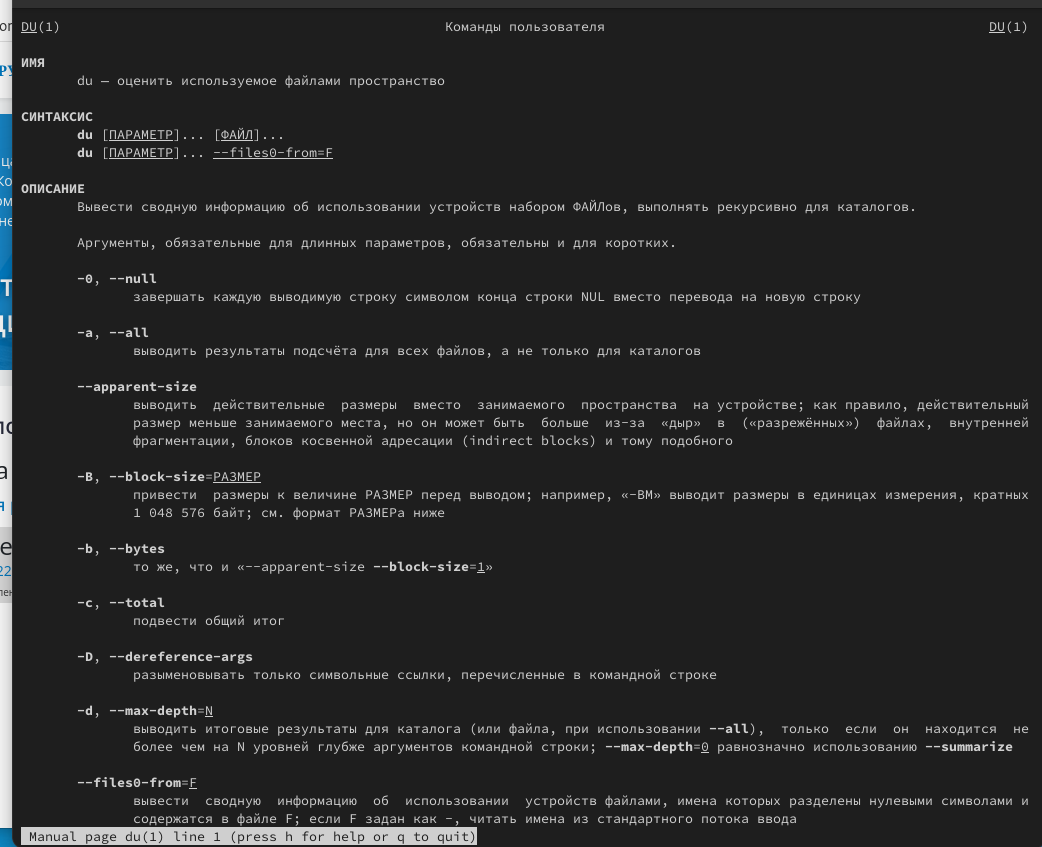 DU(1) Команды пользователя DU(1)
ИМЯ
du — оценить используемое файлами пространство
СИНТАКСИС
du [ПАРАМЕТР]... [ФАЙЛ]...
du [ПАРАМЕТР]... --files0-from=F
ОПИСАНИЕ
Вывести сводную информацию об использовании устройств набором ФАЙЛов, выполнять рекурсивно для каталогов.
Аргументы, обязательные для длинных параметров, обязательны и для коротких.
-0, --null
завершать каждую выводимую строку символом конца строки NUL вместо перевода на новую строку
-a, --all
выводить результаты подсчёта для всех файлов, а не только для каталогов
--apparent-size
выводить действительные размеры вместо занимаемого пространства на устройстве; как правило, действительный
размер меньше занимаемого места, но он может быть больше из-за «дыр» в («разрежённых») файлах, внутренней
фрагментации, блоков косвенной адресации (indirect blocks) и тому подобного
-B, --block-size=РАЗМЕР
привести размеры к величине РАЗМЕР перед выводом; например, «-BM» выводит размеры в единицах измерения, кратных
1 048 576 байт; см. формат РАЗМЕРа ниже
-b, --bytes
то же, что и «--apparent-size --block-size=1»
-c, --total
подвести общий итог
-D, --dereference-args
разыменовывать только символьные ссылки, перечисленные в командной строке
-d, --max-depth=N
выводить итоговые результаты для каталога (или файла, при использовании --all), только если он находится не
более чем на N уровней глубже аргументов командной строки; --max-depth=0 равнозначно использованию --summarize
--files0-from=F
вывести сводную информацию об использовании устройств файлами, имена которых разделены нулевыми символами и
содержатся в файле F; если F задан как -, читать имена из стандартного потока ввода
Manual page du(1) line 1 (press h for help or q to quit)